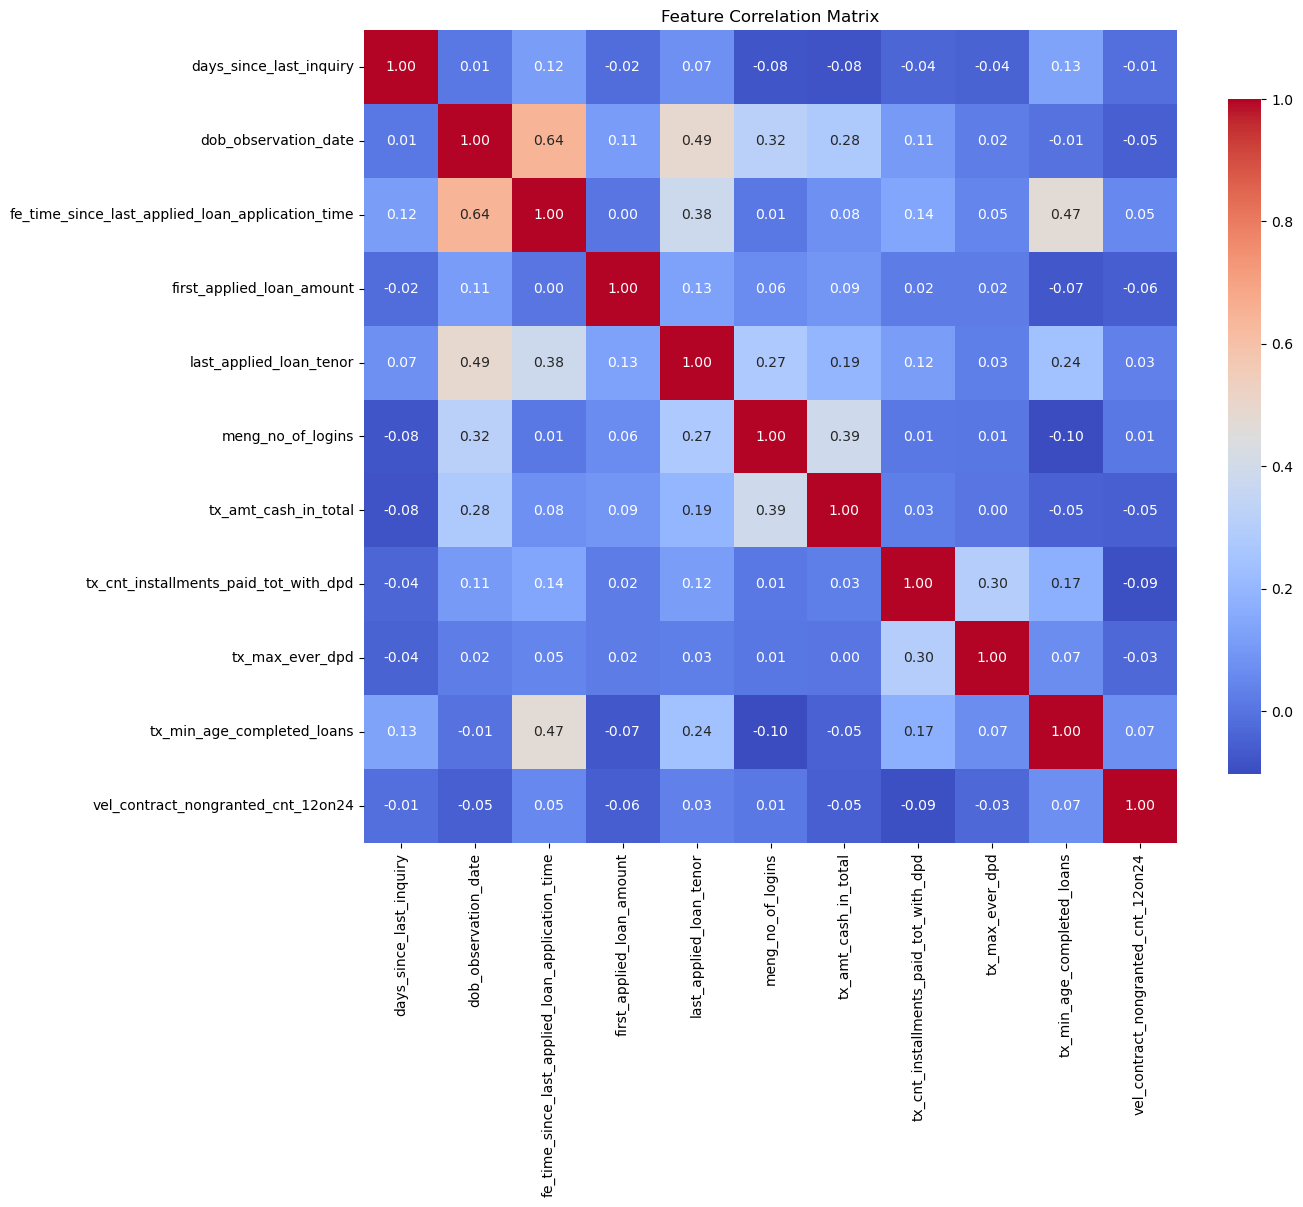 Feature Correlation Matrix
days_since_last_inquiry 1.00 0.01 0.12 -0.02 0.07 -0.08 -0.08 -0.04 -0.04 0.13 -0.01
dob_observation_date 0.01 1.00 0.64 0.11 0.49 0.32 0.28 0.11 0.02 -0.01 -0.05
fe_time_since_last_applied_loan_application_time 0.12 0.64 1.00 0.00 0.38 0.01 0.08 0.14 0.05 0.47 0.05
first_applied_loan_amount -0.02 0.11 0.00 1.00 0.13 0.06 0.09 0.02 0.02 -0.07 -0.06
last_applied_loan_tenor 0.07 0.49 0.38 0.13 1.00 0.27 0.19 0.12 0.03 0.24 0.03
meng_no_of_logins -0.08 0.32 0.01 0.06 0.27 1.00 0.39 0.01 0.01 -0.10 0.01
tx_amt_cash_in_total -0.08 0.28 0.08 0.09 0.19 0.39 1.00 0.03 0.00 -0.05 -0.05
tx_cnt_installments_paid_tot_with_dpd -0.04 0.11 0.14 0.02 0.12 0.01 0.03 1.00 0.30 0.17 -0.09
tx_max_ever_dpd -0.04 0.02 0.05 0.02 0.03 0.01 0.00 0.30 1.00 0.07 -0.03
tx_min_age_completed_loans 0.13 -0.01 0.47 -0.07 0.24 -0.10 -0.05 0.17 0.07 1.00 0.07
vel_contract_nongranted_cnt_12on24 -0.01 -0.05 0.05 -0.06 0.03 0.01 -0.05 -0.09 -0.03 0.07 1.00
days_since_last_inquiry
dob_observation_date
fe_time_since_last_applied_loan_application_time
first_applied_loan_amount
last_applied_loan_tenor
meng_no_of_logins
tx_amt_cash_in_total
tx_cnt_installments_paid_tot_with_dpd
tx_max_ever_dpd
tx_min_age_completed_loans
vel_contract_nongranted_cnt_12on24
1.0
0.8
0.6
0.4
0.2
0.0